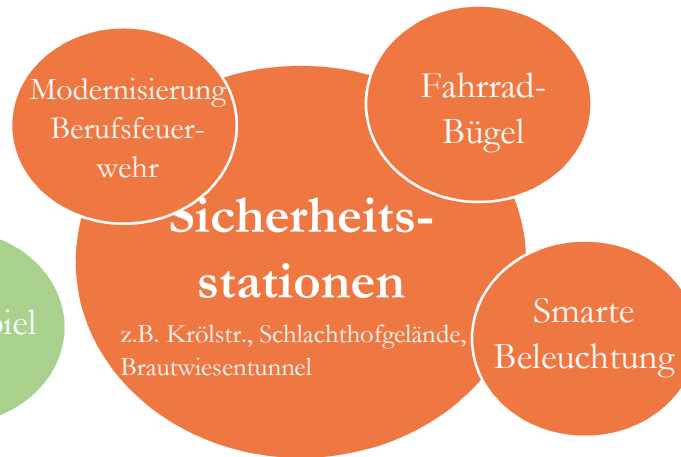 Modernisierung
Berufsfeuer-
wehr
Fahrrad-
Bügel
Sicherheits-
stationen
z.B. Krölstr., Schlachthofgelände,
Brautwiesentunnel
Smarte
Beleuchtung